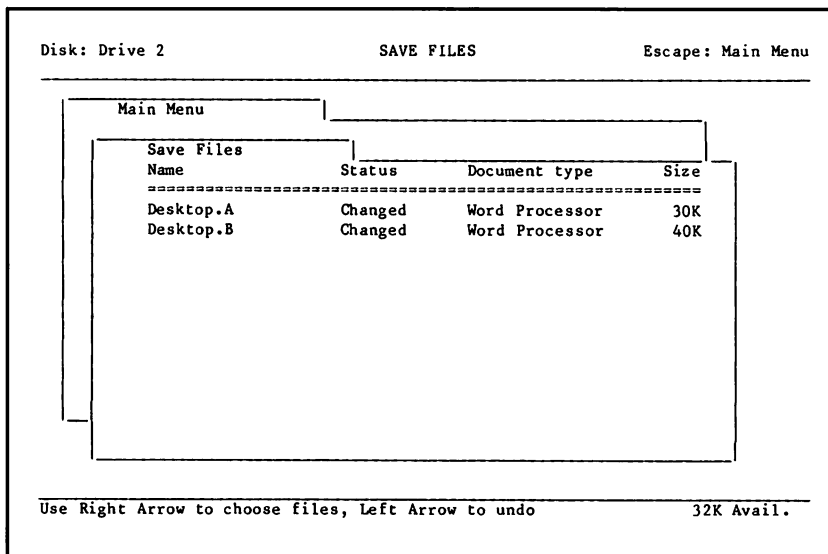 Disk: Drive 2 SAVE FILES Escape: Main Menu
Main Menu
Save Files
Name Status Document type Size
=========================================================
Desktop.A Changed Word Processor 30K
Desktop.B Changed Word Processor 40K
Use Right Arrow to choose files, Left Arrow to undo 32K Avail.